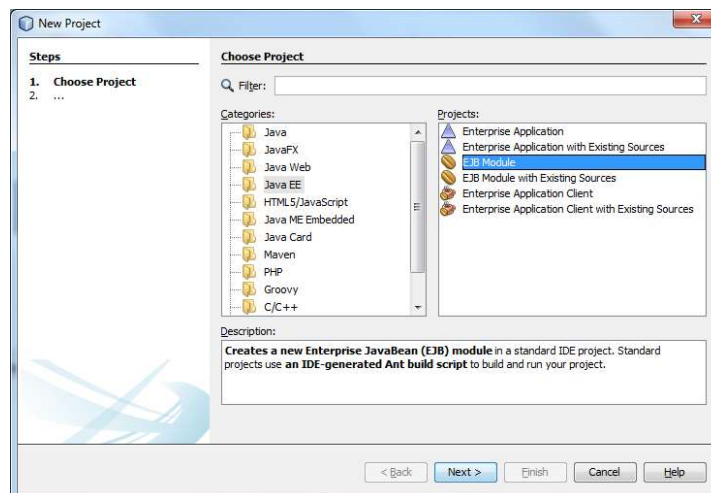 New Project
Steps
1. Choose Project
2. ...
Choose Project
Filter:
Categories:
Java
JavaFX
Java Web
Java EE
HTML5/JavaScript
Java ME Embedded
Java Card
Maven
PHP
Groovy
C/C++
Projects:
Enterprise Application
Enterprise Application with Existing Sources
EJB Module
EJB Module with Existing Sources
Enterprise Application Client
Enterprise Application Client with Existing Sources
Description:
Creates a new Enterprise JavaBean (EJB) module in a standard IDE project. Standard
projects use an IDE-generated Ant build script to build and run your project.
< Back Next > Finish Cancel Help